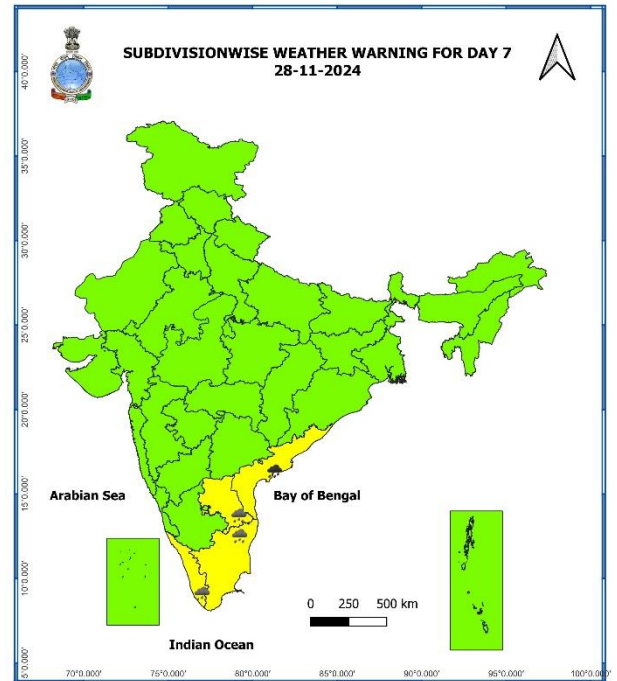 SUBDIVISIONWISE WEATHER WARNING FOR DAY 7
28-11-2024
40°0.000'
35°0.000'
30°0.000'
25°0.000'
20°0.000'
15°0.000'
10°0.000'
5°0.000'
Arabian Sea
Bay of Bengal
0 250 500 km
Indian Ocean
70°0.000' 75°0.000' 80°0.000' 85°0.000' 90°0.000' 95°0.000' 100°0.000'